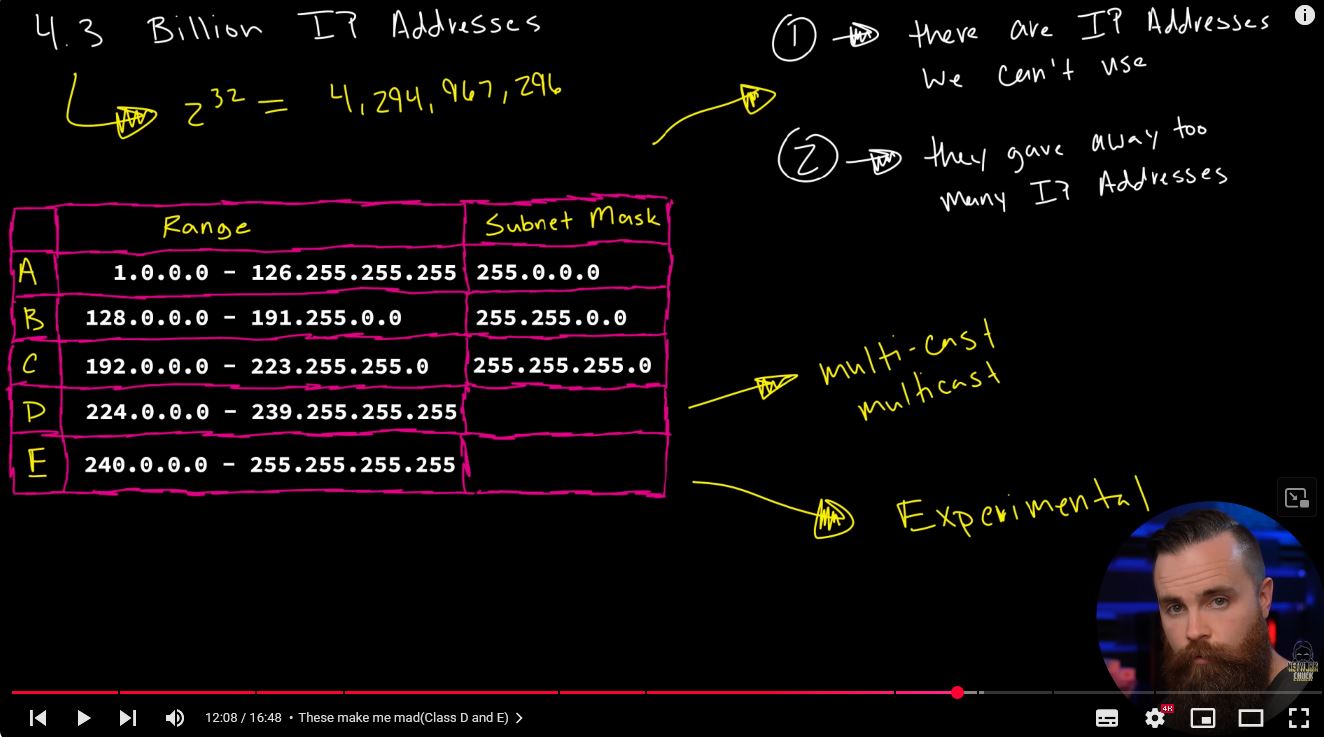 4.3 Billion IP Addresses
2^32 = 4,294,967,296
1 there are IP Addresses
we can't use
2 they gave away too
many IP Addresses
Range Subnet Mask
A 1.0.0.0 - 126.255.255.255 255.0.0.0
B 128.0.0.0 - 191.255.0.0 255.255.0.0
C 192.0.0.0 - 223.255.255.0 255.255.255.0
D 224.0.0.0 - 239.255.255.255
E 240.0.0.0 - 255.255.255.255
multi-cast
multicast
Experimental
NETWORK
CHUCK
12:08 / 16:48 • These make me mad(Class D and E)
4K